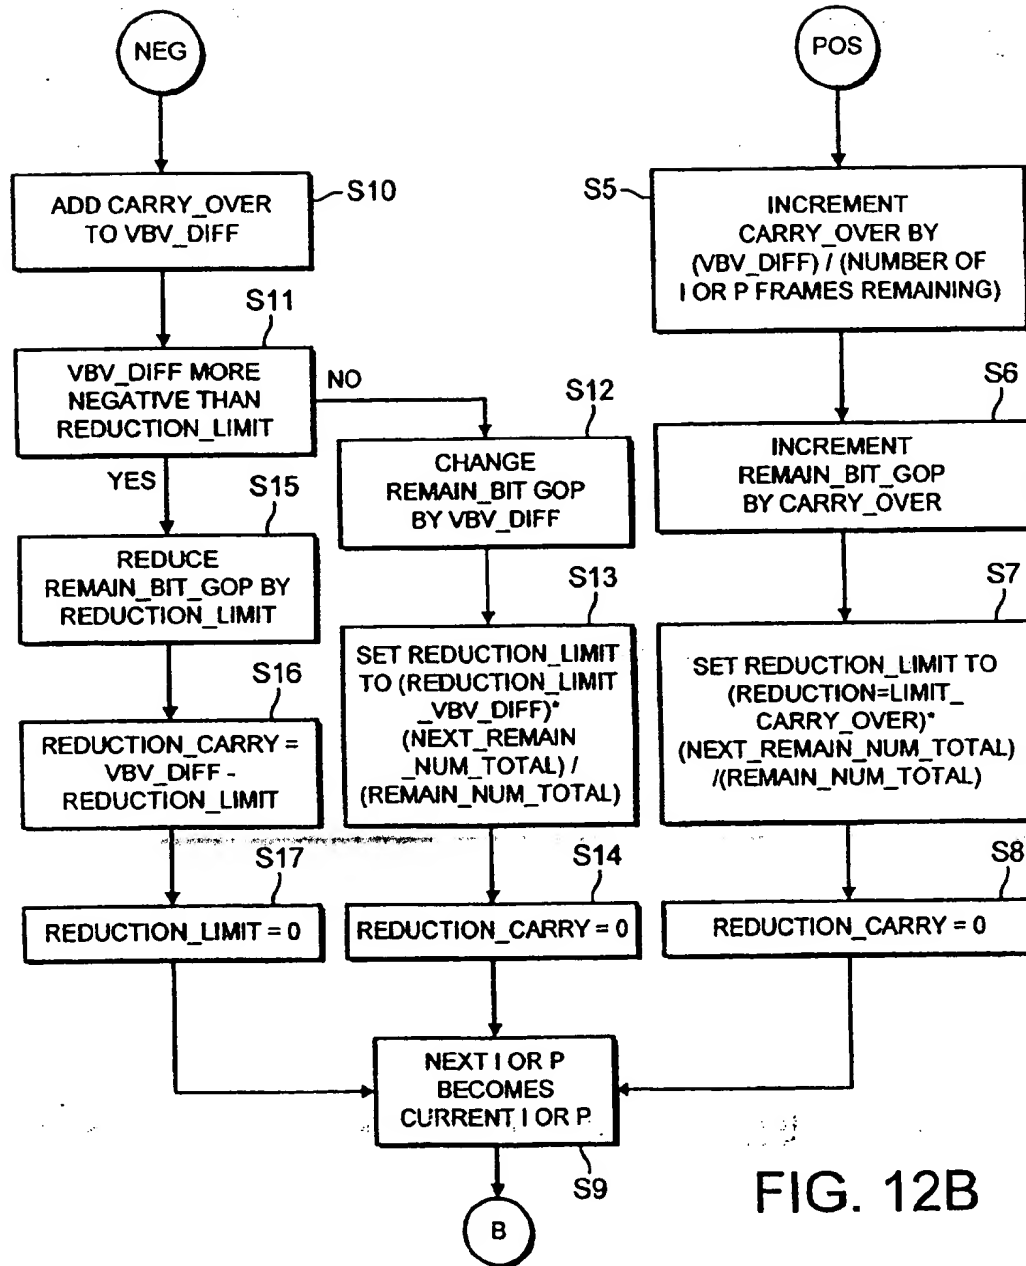 NEG
ADD CARRY_OVER
TO VBV_DIFF
S10
S11
VBV_DIFF MORE
NEGATIVE THAN
REDUCTION_LIMIT
NO
YES
S15
REDUCE
REMAIN_BIT_GOP BY
REDUCTION_LIMIT
S16
REDUCTION_CARRY =
VBV_DIFF -
REDUCTION_LIMIT
S17
REDUCTION_LIMIT = 0
S12
CHANGE
REMAIN_BIT GOP
BY VBV_DIFF
S13
SET REDUCTION_LIMIT
TO (REDUCTION_LIMIT
_VBV_DIFF)*
(NEXT_REMAIN
_NUM_TOTAL) /
(REMAIN_NUM_TOTAL)
S14
REDUCTION_CARRY = 0
POS
S5
INCREMENT
CARRY_OVER BY
(VBV_DIFF) / (NUMBER OF
I OR P FRAMES REMAINING)
S6
INCREMENT
REMAIN_BIT_GOP
BY CARRY_OVER
S7
SET REDUCTION_LIMIT TO
(REDUCTION=LIMIT_
CARRY_OVER)*
(NEXT_REMAIN_NUM_TOTAL)
/(REMAIN_NUM_TOTAL)
S8
REDUCTION_CARRY = 0
NEXT I OR P
BECOMES
CURRENT I OR P
S9
B
FIG. 12B